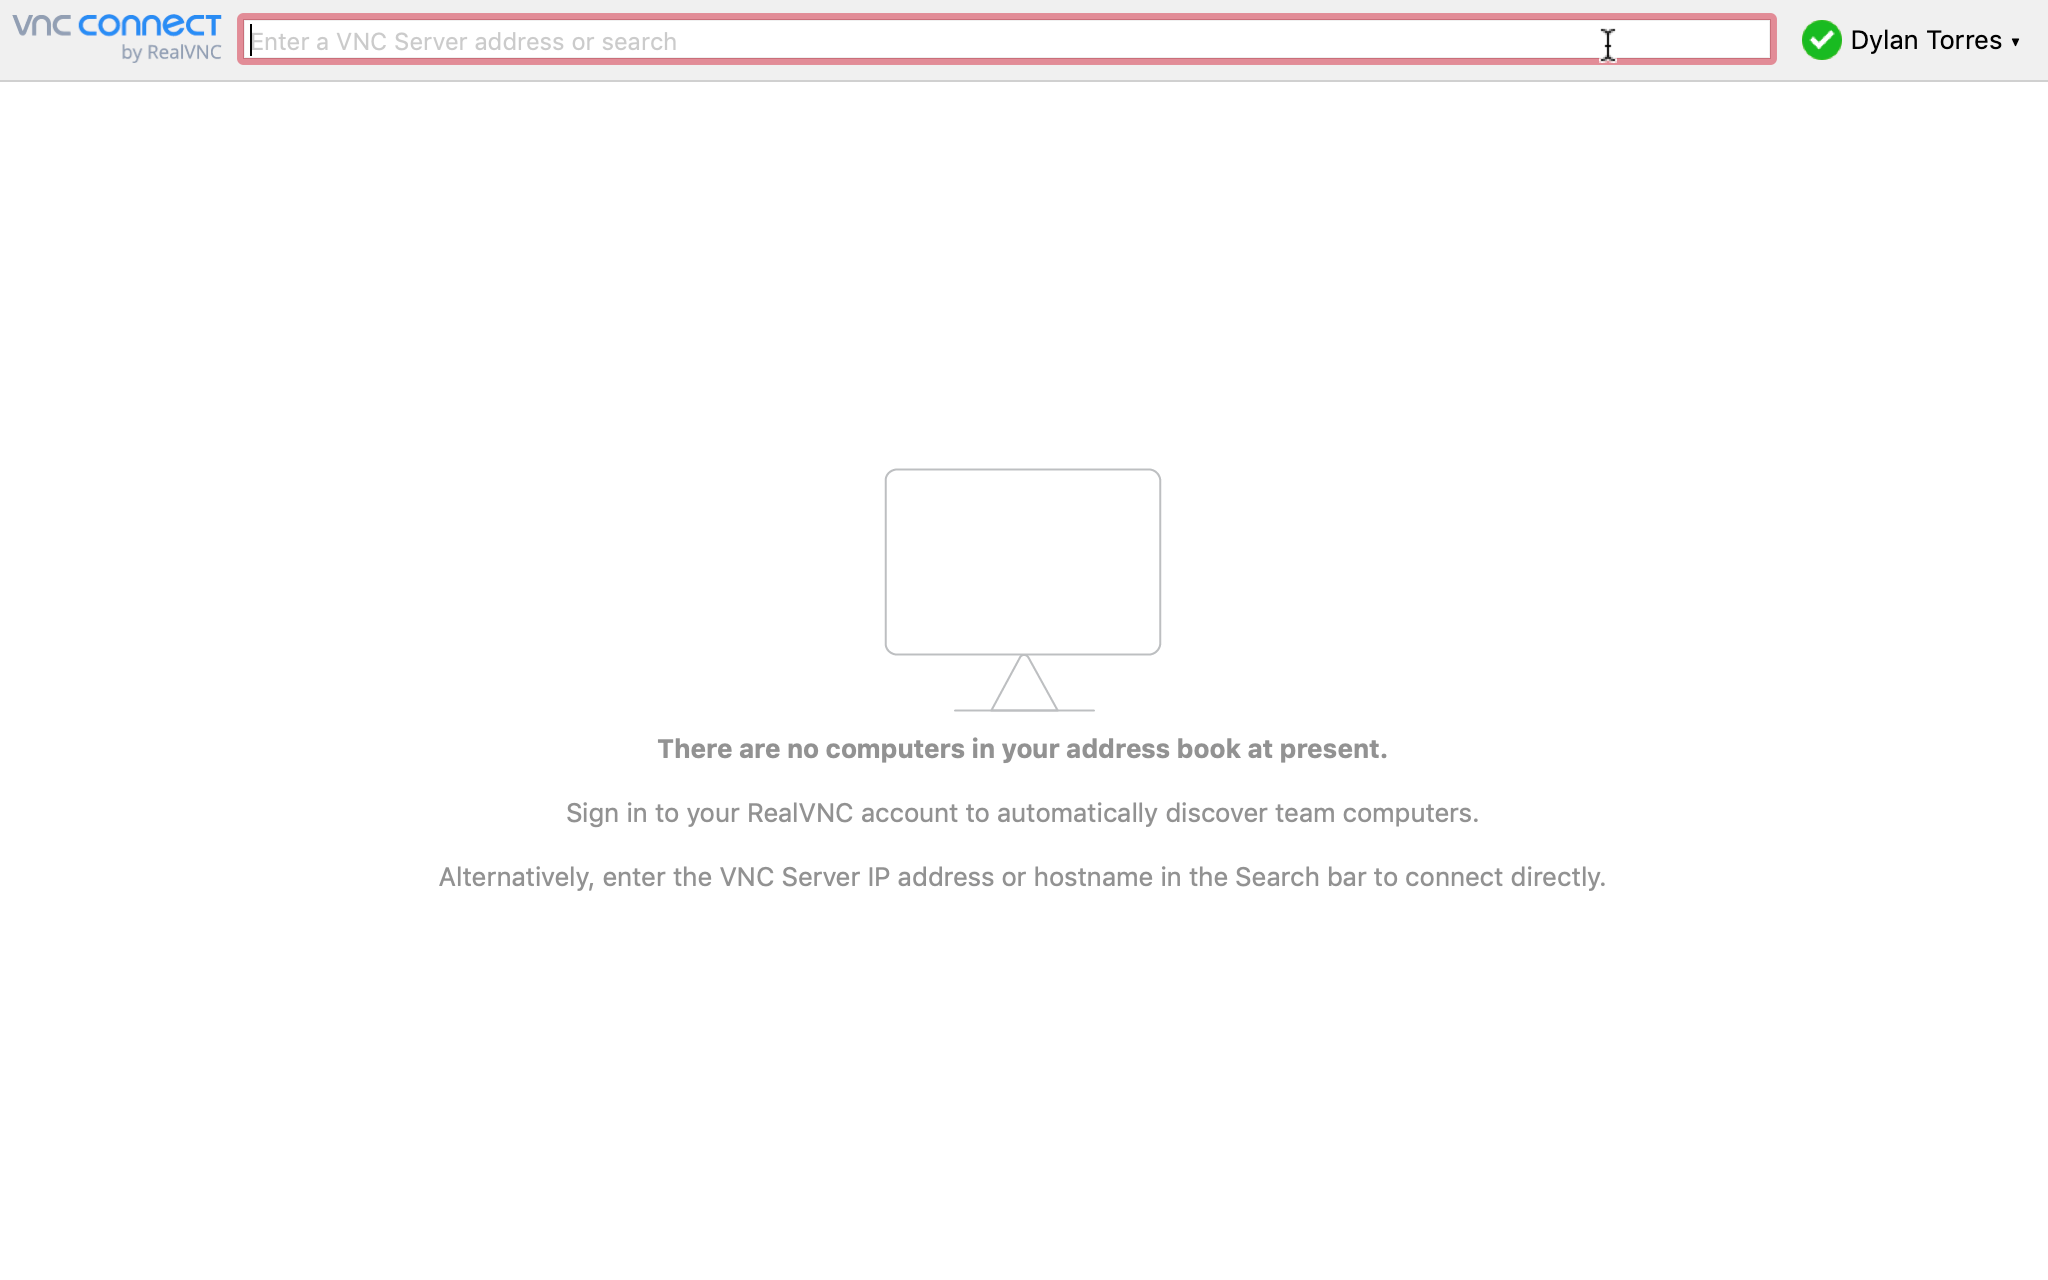 vnc connect
by RealVNC
Enter a VNC Server address or search
Dylan Torres
There are no computers in your address book at present.
Sign in to your RealVNC account to automatically discover team computers.
Alternatively, enter the VNC Server IP address or hostname in the Search bar to connect directly.